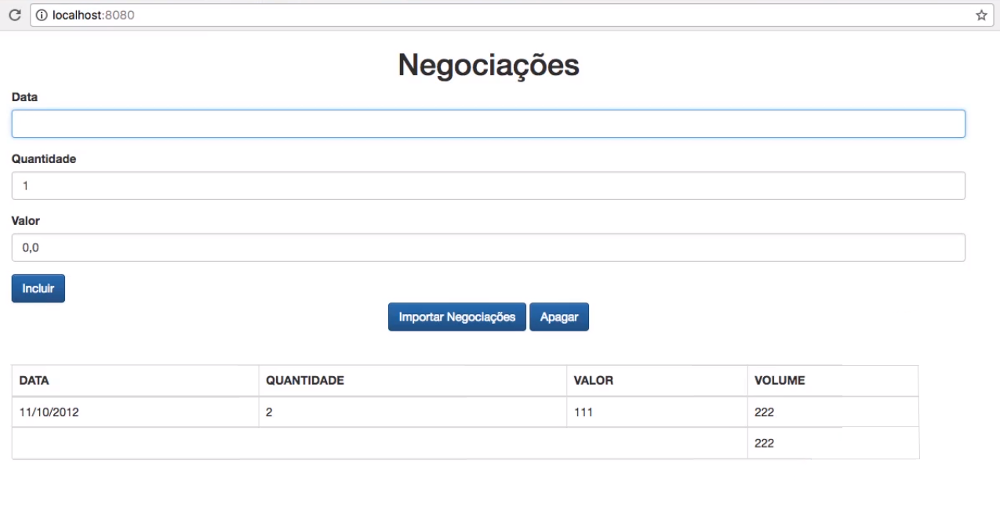 localhost:8080
Negociações
Data
Quantidade
1
Valor
0,0
Incluir
Importar Negociações Apagar
DATA QUANTIDADE VALOR VOLUME
11/10/2012 2 111 222
222